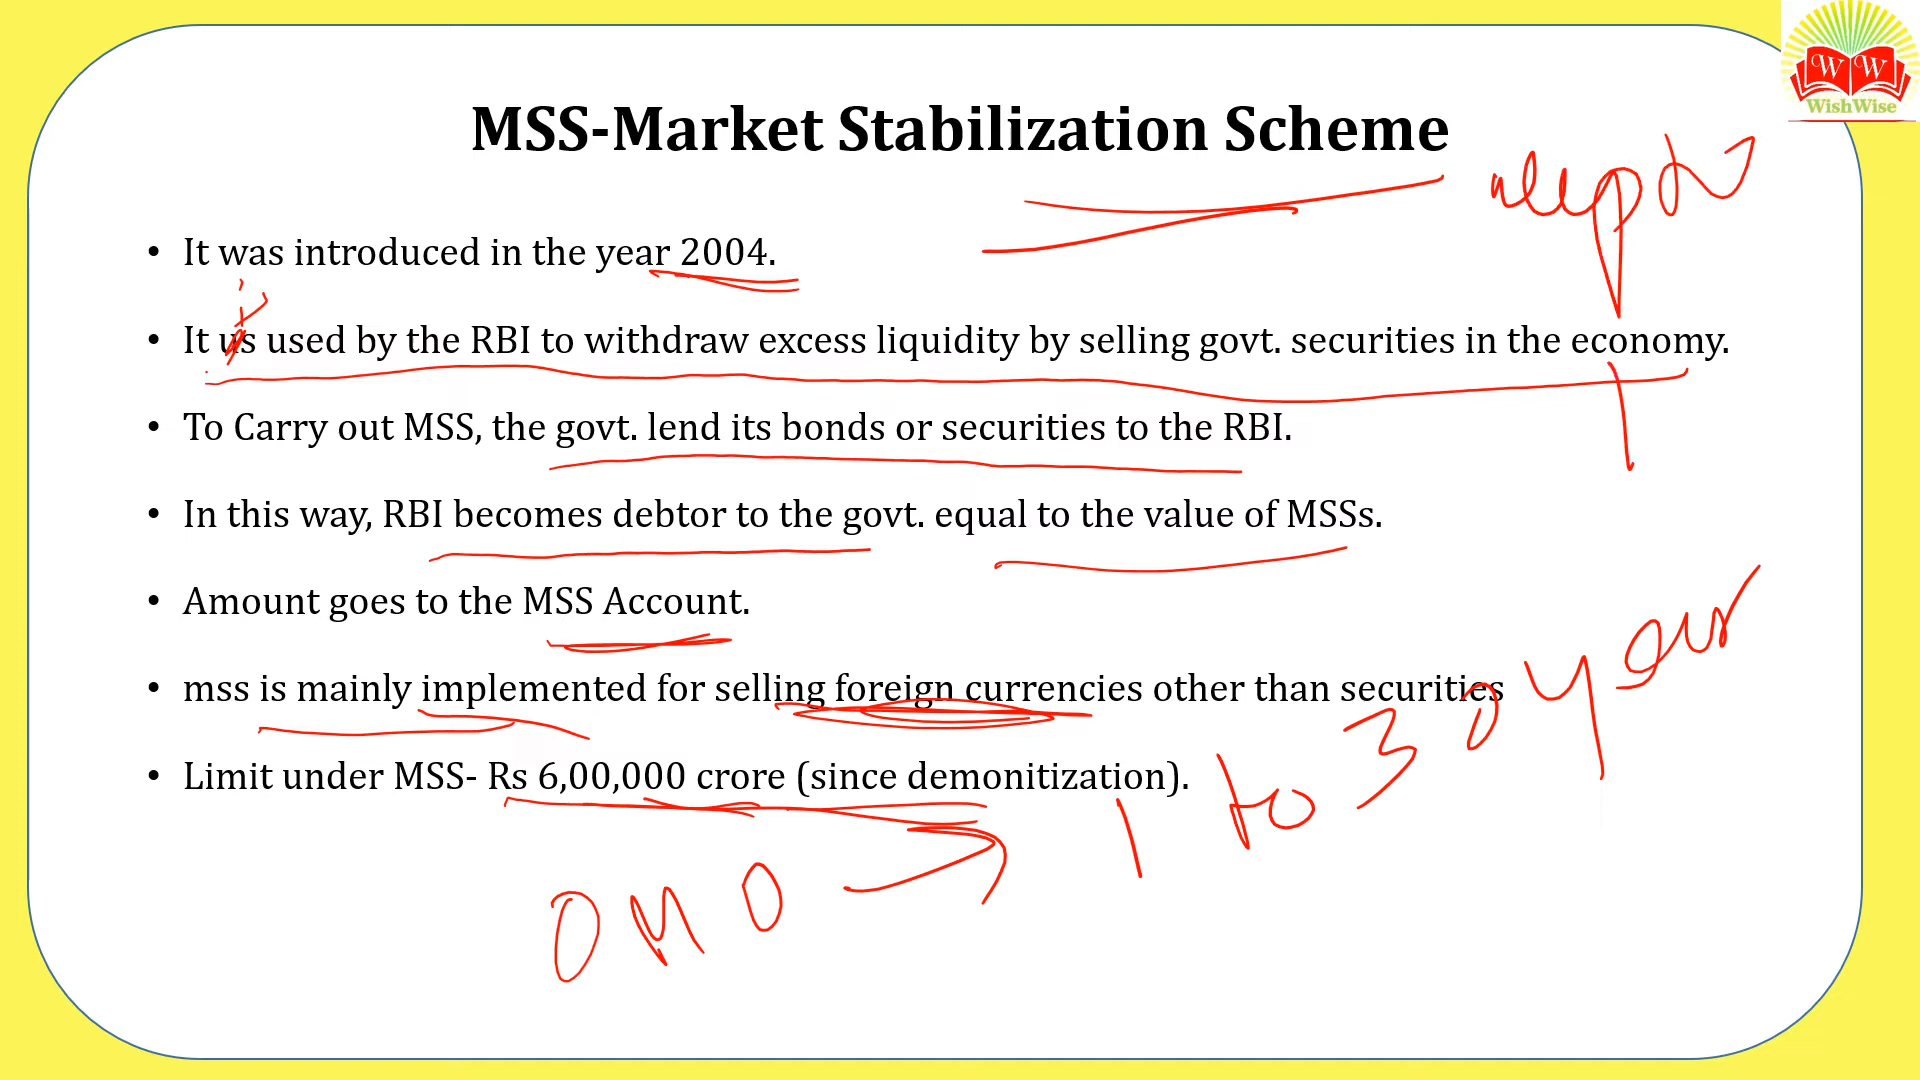 W W
WishWise
MSS-Market Stabilization Scheme
• It was introduced in the year 2004.
• It us used by the RBI to withdraw excess liquidity by selling govt. securities in the economy.
• To Carry out MSS, the govt. lend its bonds or securities to the RBI.
• In this way, RBI becomes debtor to the govt. equal to the value of MSSs.
• Amount goes to the MSS Account.
• mss is mainly implemented for selling foreign currencies other than securities
• Limit under MSS- Rs 6,00,000 crore (since demonitization).
OMO → 1 to 30 year